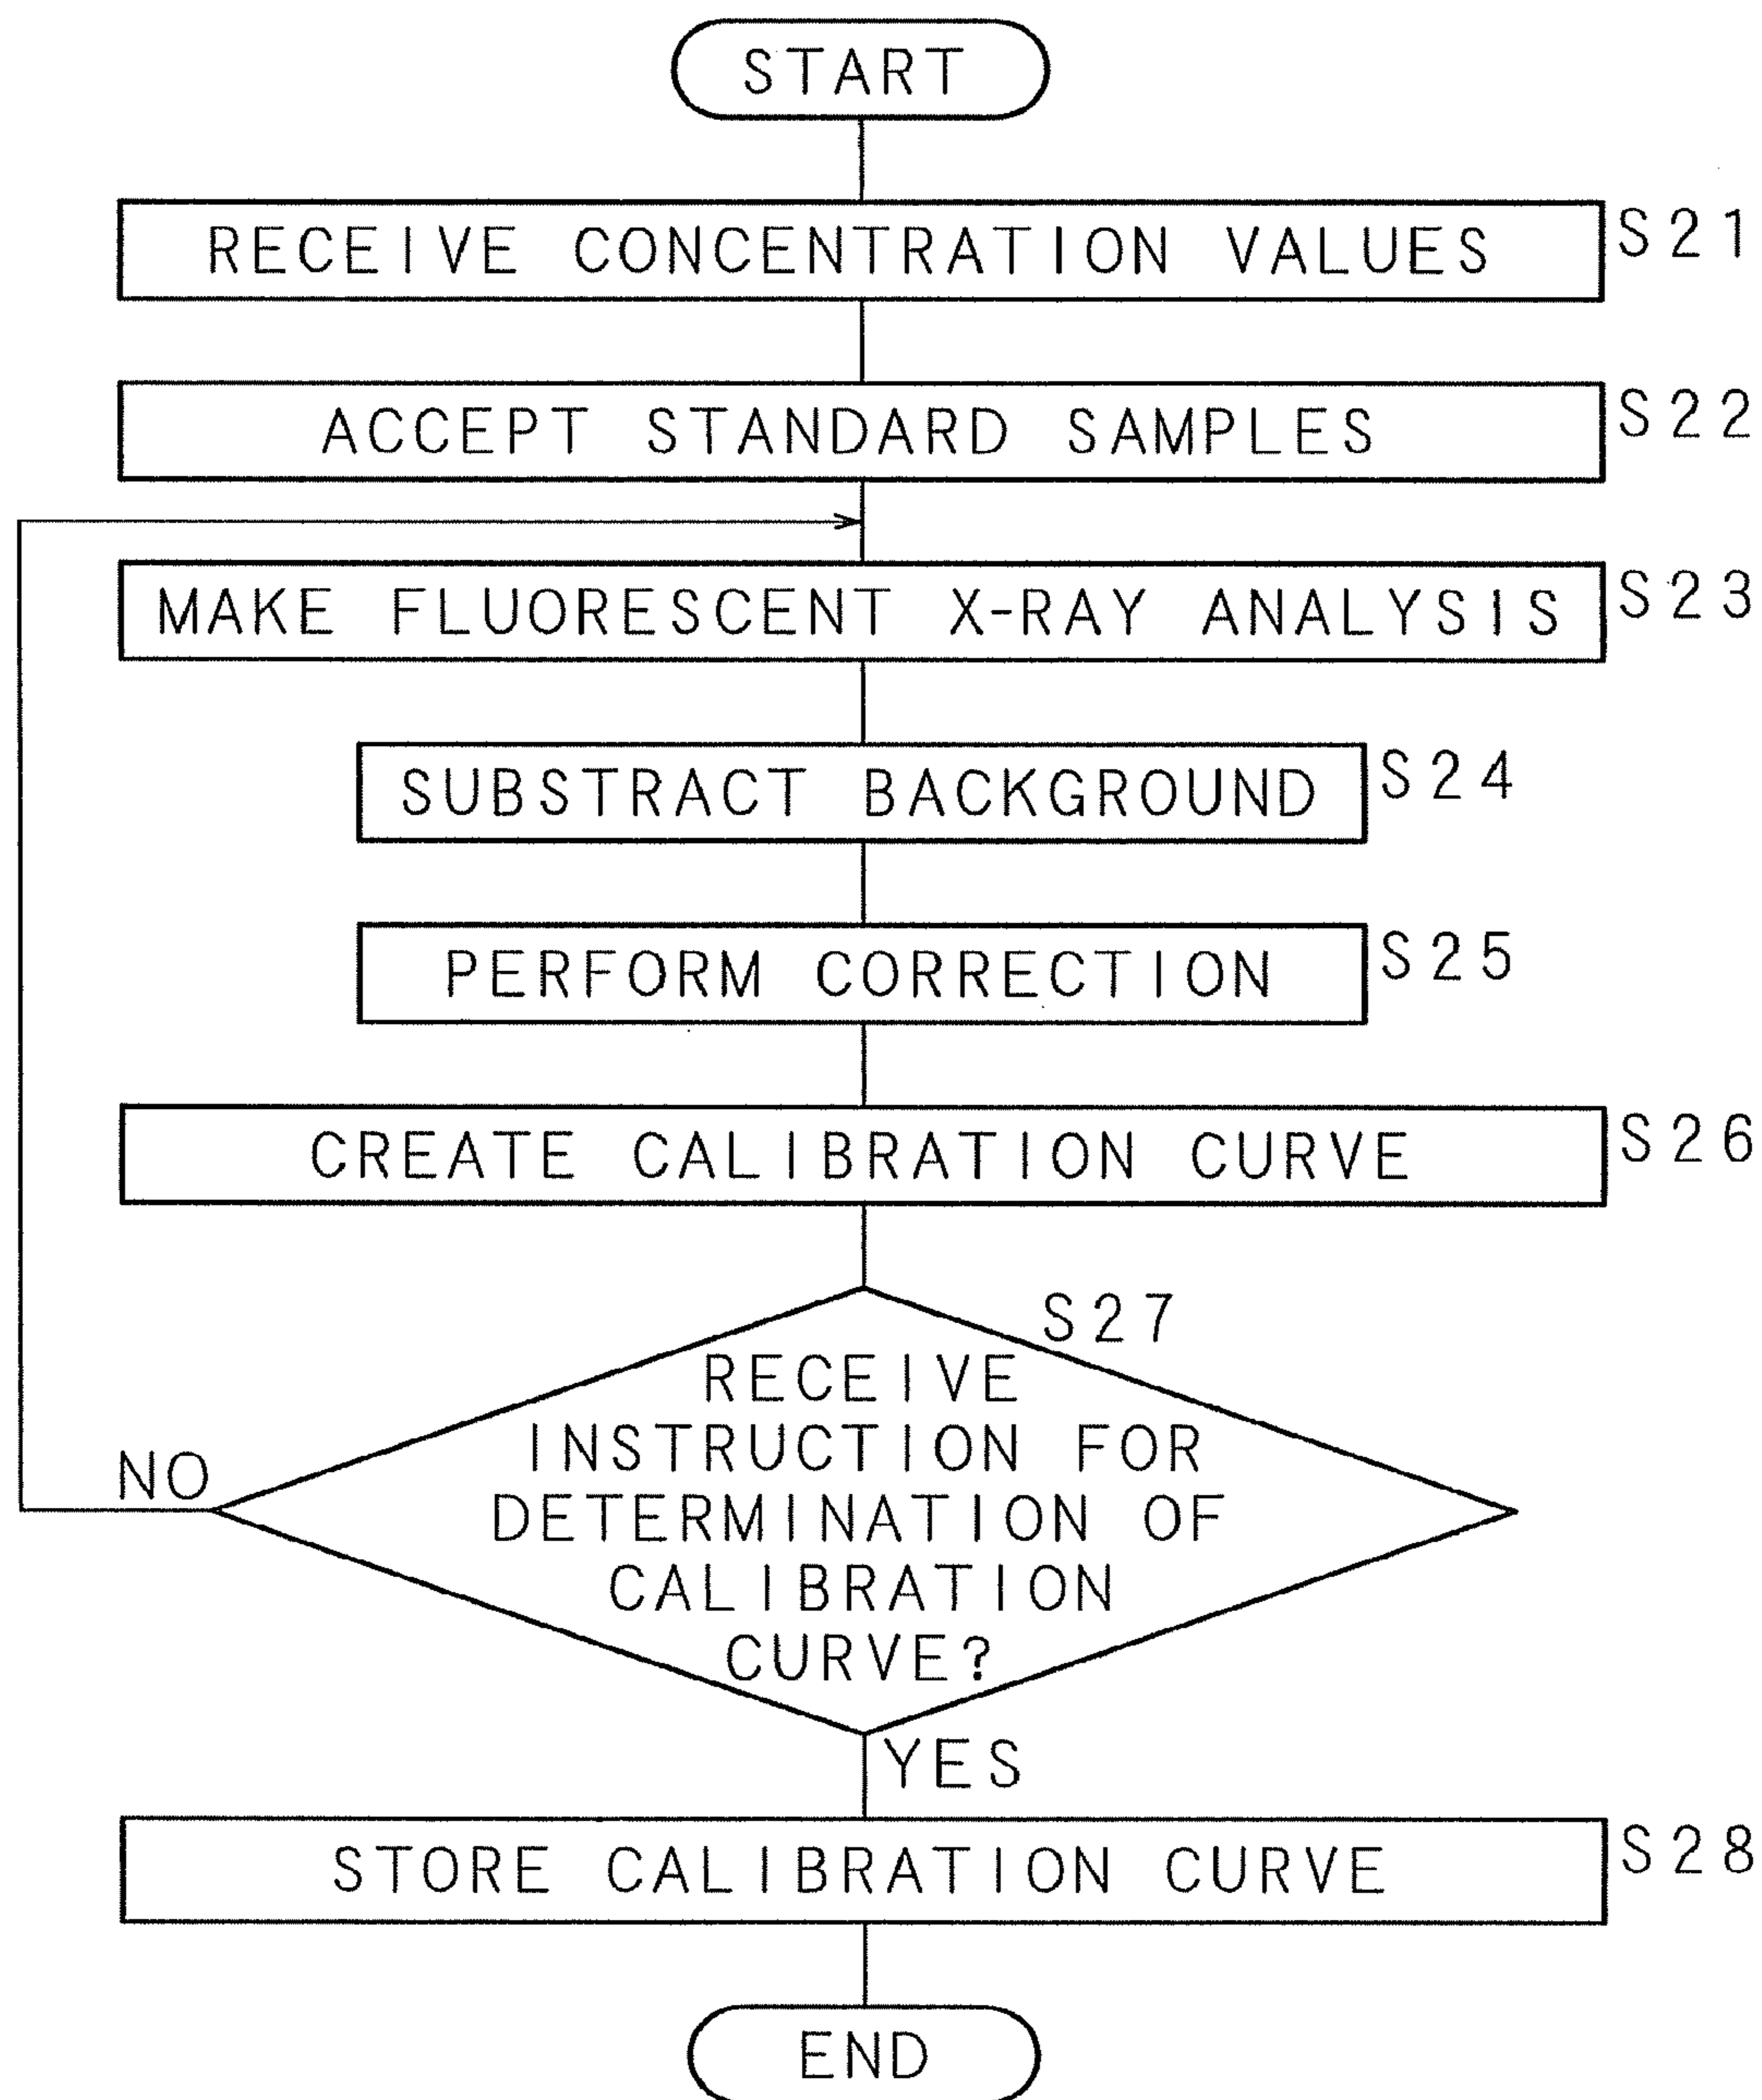 START
RECEIVE CONCENTRATION VALUES
S21
ACCEPT STANDARD SAMPLES
S22
MAKE FLUORESCENT X-RAY ANALYSIS
S23
SUBSTRACT BACKGROUND
S24
PERFORM CORRECTION
S25
CREATE CALIBRATION CURVE
S26
S27
RECEIVE
INSTRUCTION FOR
DETERMINATION OF
CALIBRATION
CURVE?
NO
YES
STORE CALIBRATION CURVE
S28
END